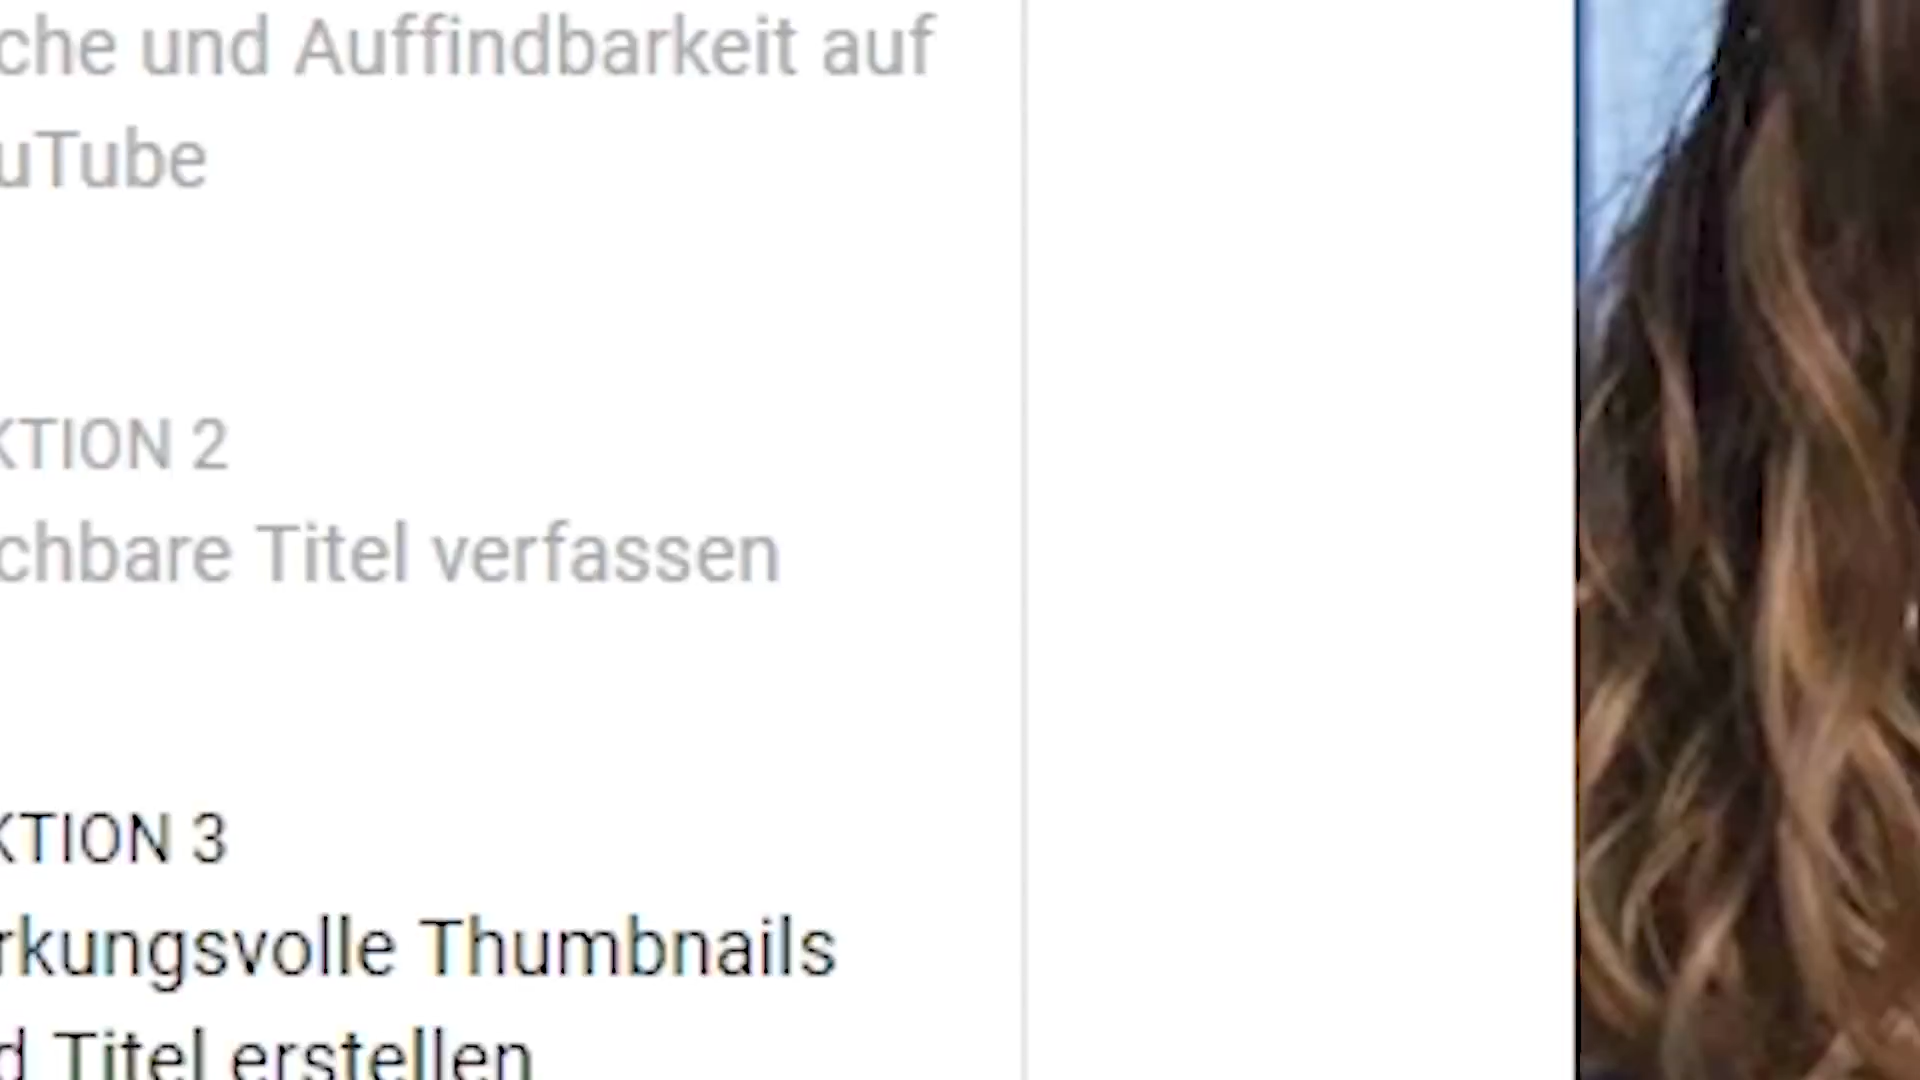 che und Auffindbarkeit auf
uTube
KTION 2
chbare Titel verfassen
KTION 3
rkungsvolle Thumbnails
d Titel erstellen